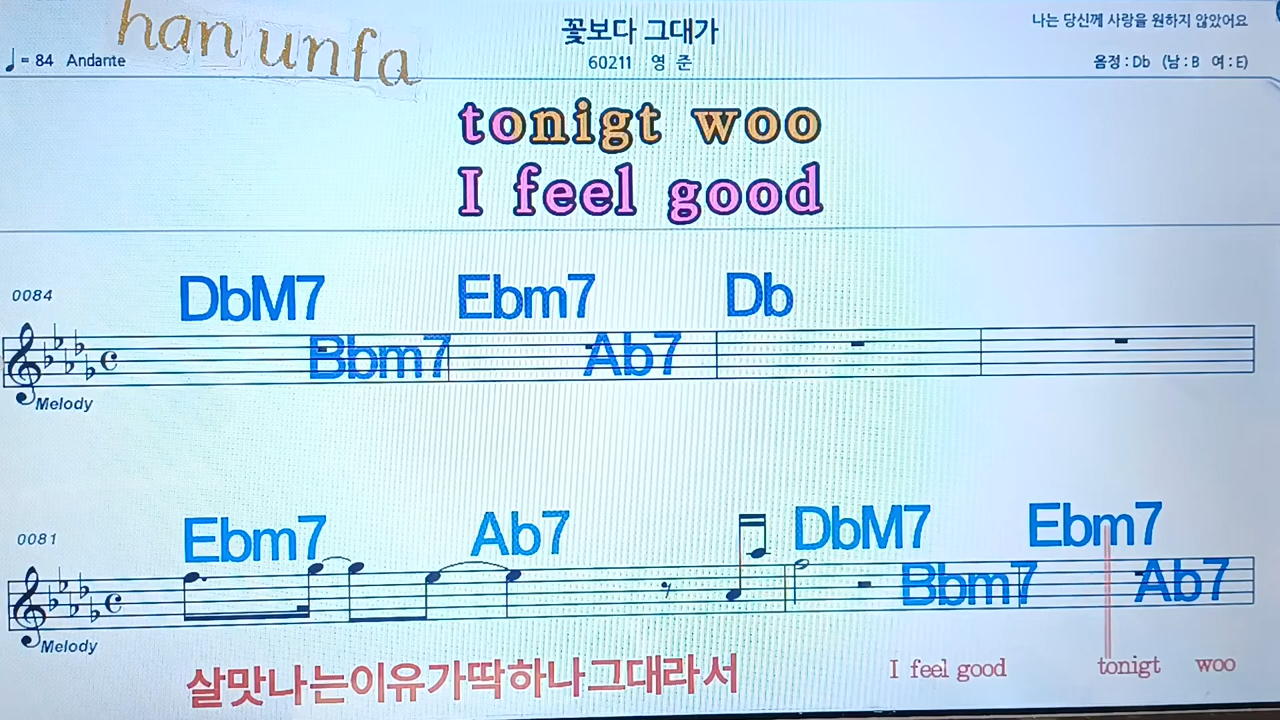 han unfa
꽃보다 그대가
나는 당신께 사랑을 원하지 않았어요
♩= 84 Andante
60211 영 준
음정 : Db (남 : B 여 : E)
tonigt woo
I feel good
0084
DbM7 Ebm7 Db
Bbm7 Ab7
Melody
0081
Ebm7 Ab7 DbM7 Ebm7
Bbm7 Ab7
Melody
살맛나는이유가딱하나그대라서 I feel good tonigt woo